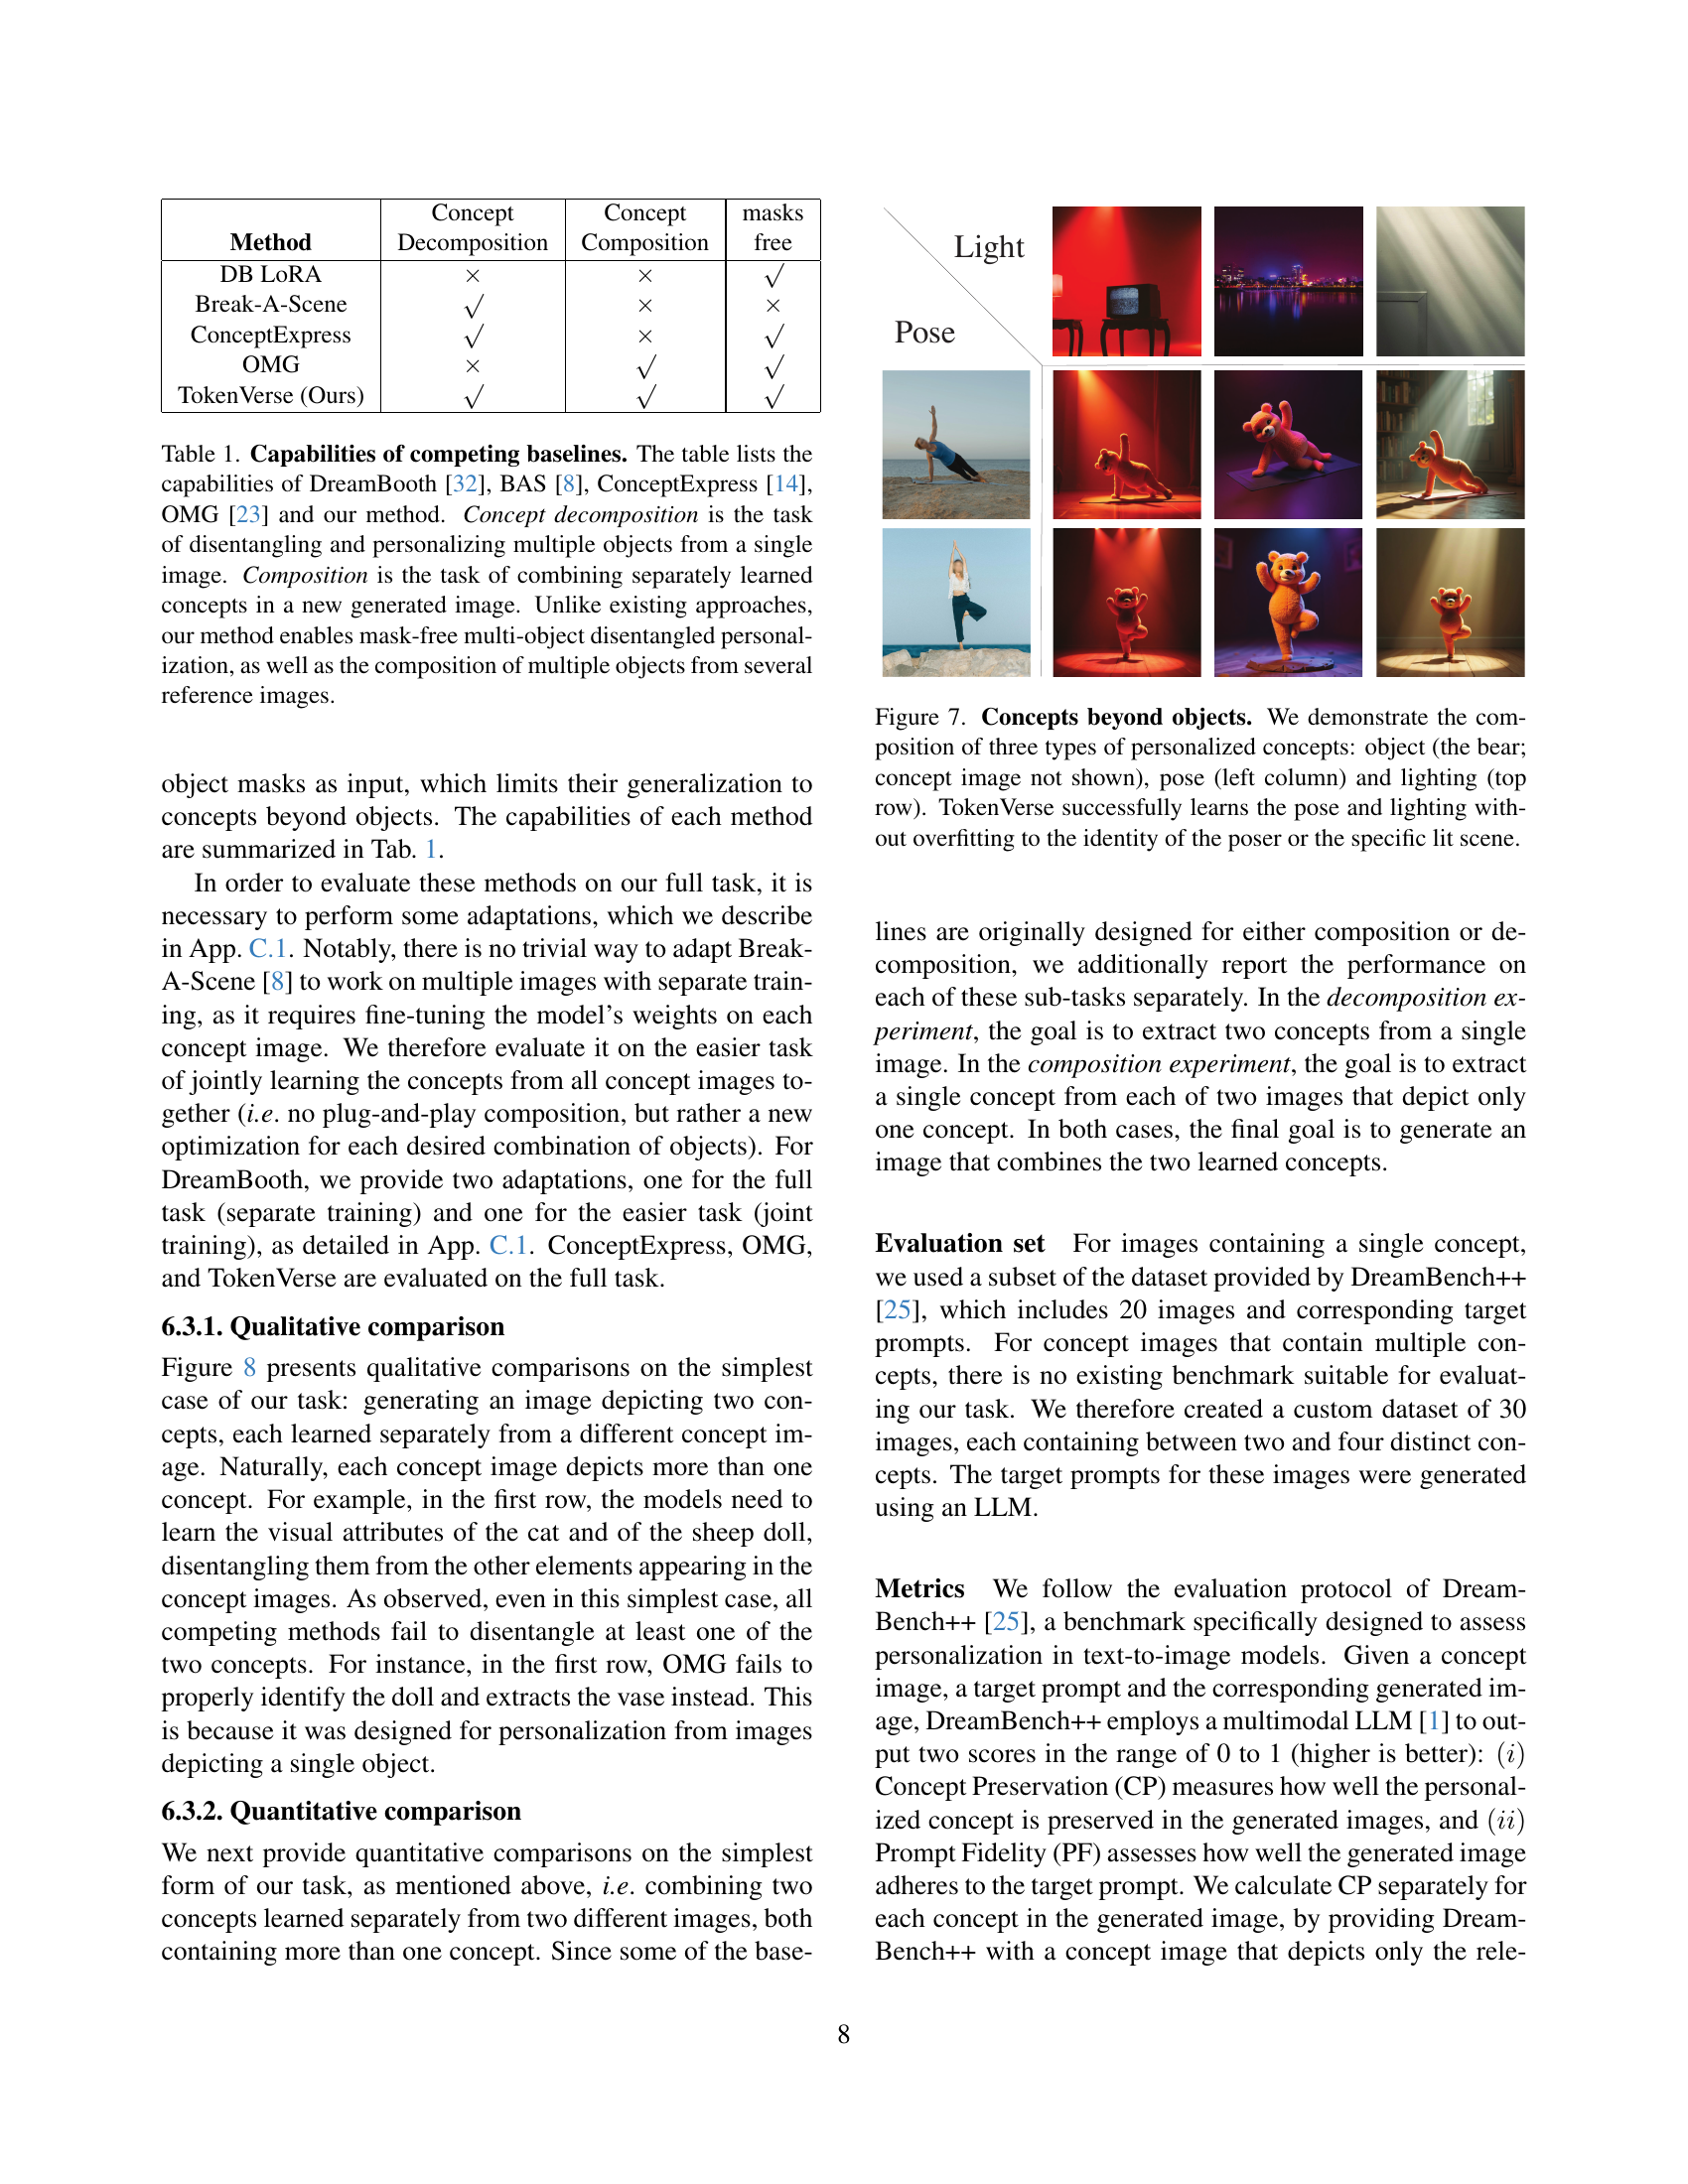 Method Concept Decomposition Concept Composition masks free
DB LoRA × × √
Break-A-Scene √ × ×
ConceptExpress √ × √
OMG × √ √
TokenVerse (Ours) √ √ √
Table 1. Capabilities of competing baselines. The table lists the
capabilities of DreamBooth [32], BAS [8], ConceptExpress [14],
OMG [23] and our method. Concept decomposition is the task
of disentangling and personalizing multiple objects from a single
image. Composition is the task of combining separately learned
concepts in a new generated image. Unlike existing approaches,
our method enables mask-free multi-object disentangled personal-
ization, as well as the composition of multiple objects from several
reference images.
object masks as input, which limits their generalization to
concepts beyond objects. The capabilities of each method
are summarized in Tab. 1.
In order to evaluate these methods on our full task, it is
necessary to perform some adaptations, which we describe
in App. C.1. Notably, there is no trivial way to adapt Break-
A-Scene [8] to work on multiple images with separate train-
ing, as it requires fine-tuning the model's weights on each
concept image. We therefore evaluate it on the easier task
of jointly learning the concepts from all concept images to-
gether (i.e. no plug-and-play composition, but rather a new
optimization for each desired combination of objects). For
DreamBooth, we provide two adaptations, one for the full
task (separate training) and one for the easier task (joint
training), as detailed in App. C.1. ConceptExpress, OMG,
and TokenVerse are evaluated on the full task.
6.3.1. Qualitative comparison
Figure 8 presents qualitative comparisons on the simplest
case of our task: generating an image depicting two con-
cepts, each learned separately from a different concept im-
age. Naturally, each concept image depicts more than one
concept. For example, in the first row, the models need to
learn the visual attributes of the cat and of the sheep doll,
disentangling them from the other elements appearing in the
concept images. As observed, even in this simplest case, all
competing methods fail to disentangle at least one of the
two concepts. For instance, in the first row, OMG fails to
properly identify the doll and extracts the vase instead. This
is because it was designed for personalization from images
depicting a single object.
6.3.2. Quantitative comparison
We next provide quantitative comparisons on the simplest
form of our task, as mentioned above, i.e. combining two
concepts learned separately from two different images, both
containing more than one concept. Since some of the base-
Light
Pose
Figure 7. Concepts beyond objects. We demonstrate the com-
position of three types of personalized concepts: object (the bear;
concept image not shown), pose (left column) and lighting (top
row). TokenVerse successfully learns the pose and lighting with-
out overfitting to the identity of the poser or the specific lit scene.
lines are originally designed for either composition or de-
composition, we additionally report the performance on
each of these sub-tasks separately. In the decomposition ex-
periment, the goal is to extract two concepts from a single
image. In the composition experiment, the goal is to extract
a single concept from each of two images that depict only
one concept. In both cases, the final goal is to generate an
image that combines the two learned concepts.
Evaluation set For images containing a single concept,
we used a subset of the dataset provided by DreamBench++
[25], which includes 20 images and corresponding target
prompts. For concept images that contain multiple con-
cepts, there is no existing benchmark suitable for evaluat-
ing our task. We therefore created a custom dataset of 30
images, each containing between two and four distinct con-
cepts. The target prompts for these images were generated
using an LLM.
Metrics We follow the evaluation protocol of Dream-
Bench++ [25], a benchmark specifically designed to assess
personalization in text-to-image models. Given a concept
image, a target prompt and the corresponding generated im-
age, DreamBench++ employs a multimodal LLM [1] to out-
put two scores in the range of 0 to 1 (higher is better): (i)
Concept Preservation (CP) measures how well the personal-
ized concept is preserved in the generated images, and (ii)
Prompt Fidelity (PF) assesses how well the generated image
adheres to the target prompt. We calculate CP separately for
each concept in the generated image, by providing Dream-
Bench++ with a concept image that depicts only the rele-
8